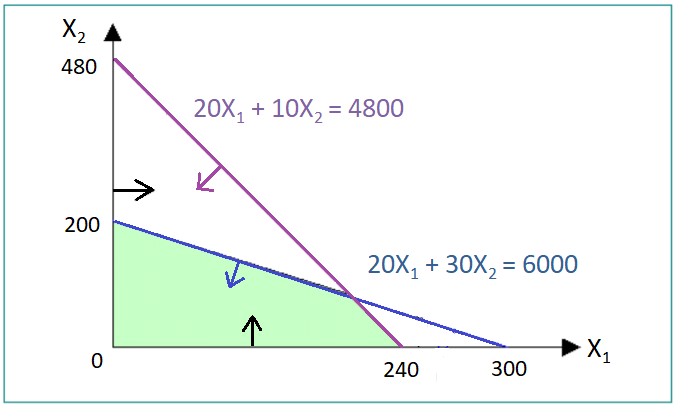 X₂
480
20X₁ + 10X₂ = 4800
200
20X₁ + 30X₂ = 6000
X₁
0
240
300